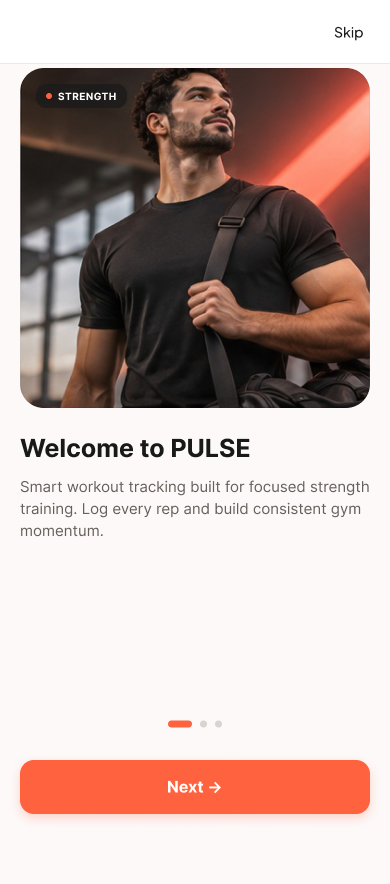 Skip
STRENGTH
Welcome to PULSE
Smart workout tracking built for focused strength
training. Log every rep and build consistent gym
momentum.
Next →